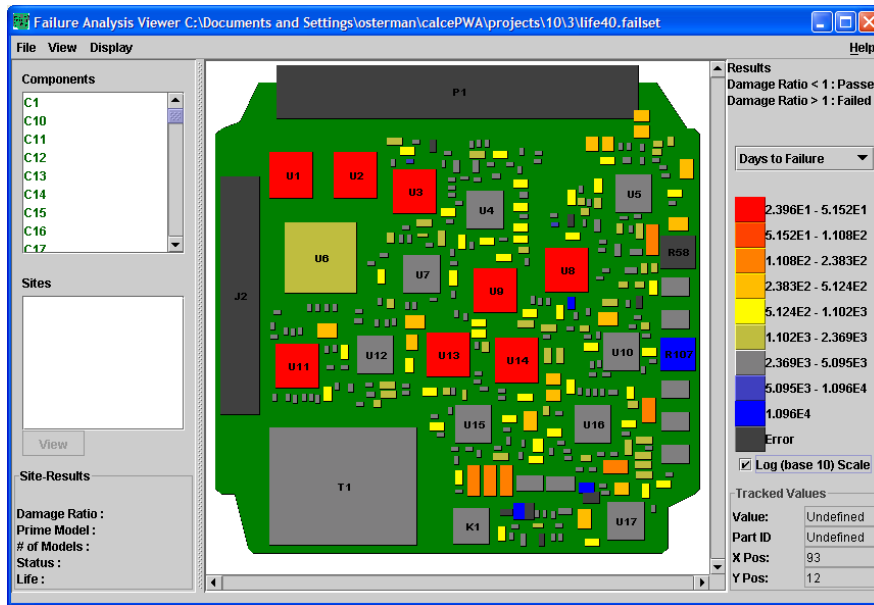 Failure Analysis Viewer C:\Documents and Settings\osterman\calcePWA\projects\10\3\life40.failset
File View Display Help
Components
C1
C10
C11
C12
C13
C14
C15
C16
C17
Sites
View
Site-Results
Damage Ratio :
Prime Model :
# of Models :
Status :
Life :
P1
U1
U2
U3
U4
U5
J2
U6
U7
U8
R58
U9
U11
U12
U13
U14
U10
R107
U15
U16
T1
K1
U17
Results
Damage Ratio < 1 : Passe
Damage Ratio > 1 : Failed
Days to Failure
2.396E1 - 5.152E1
5.152E1 - 1.108E2
1.108E2 - 2.383E2
2.383E2 - 5.124E2
5.124E2 - 1.102E3
1.102E3 - 2.369E3
2.369E3 - 5.095E3
5.095E3 - 1.096E4
1.096E4
Error
Log (base 10) Scale
Tracked Values
Value: Undefined
Part ID Undefined
X Pos: 93
Y Pos: 12